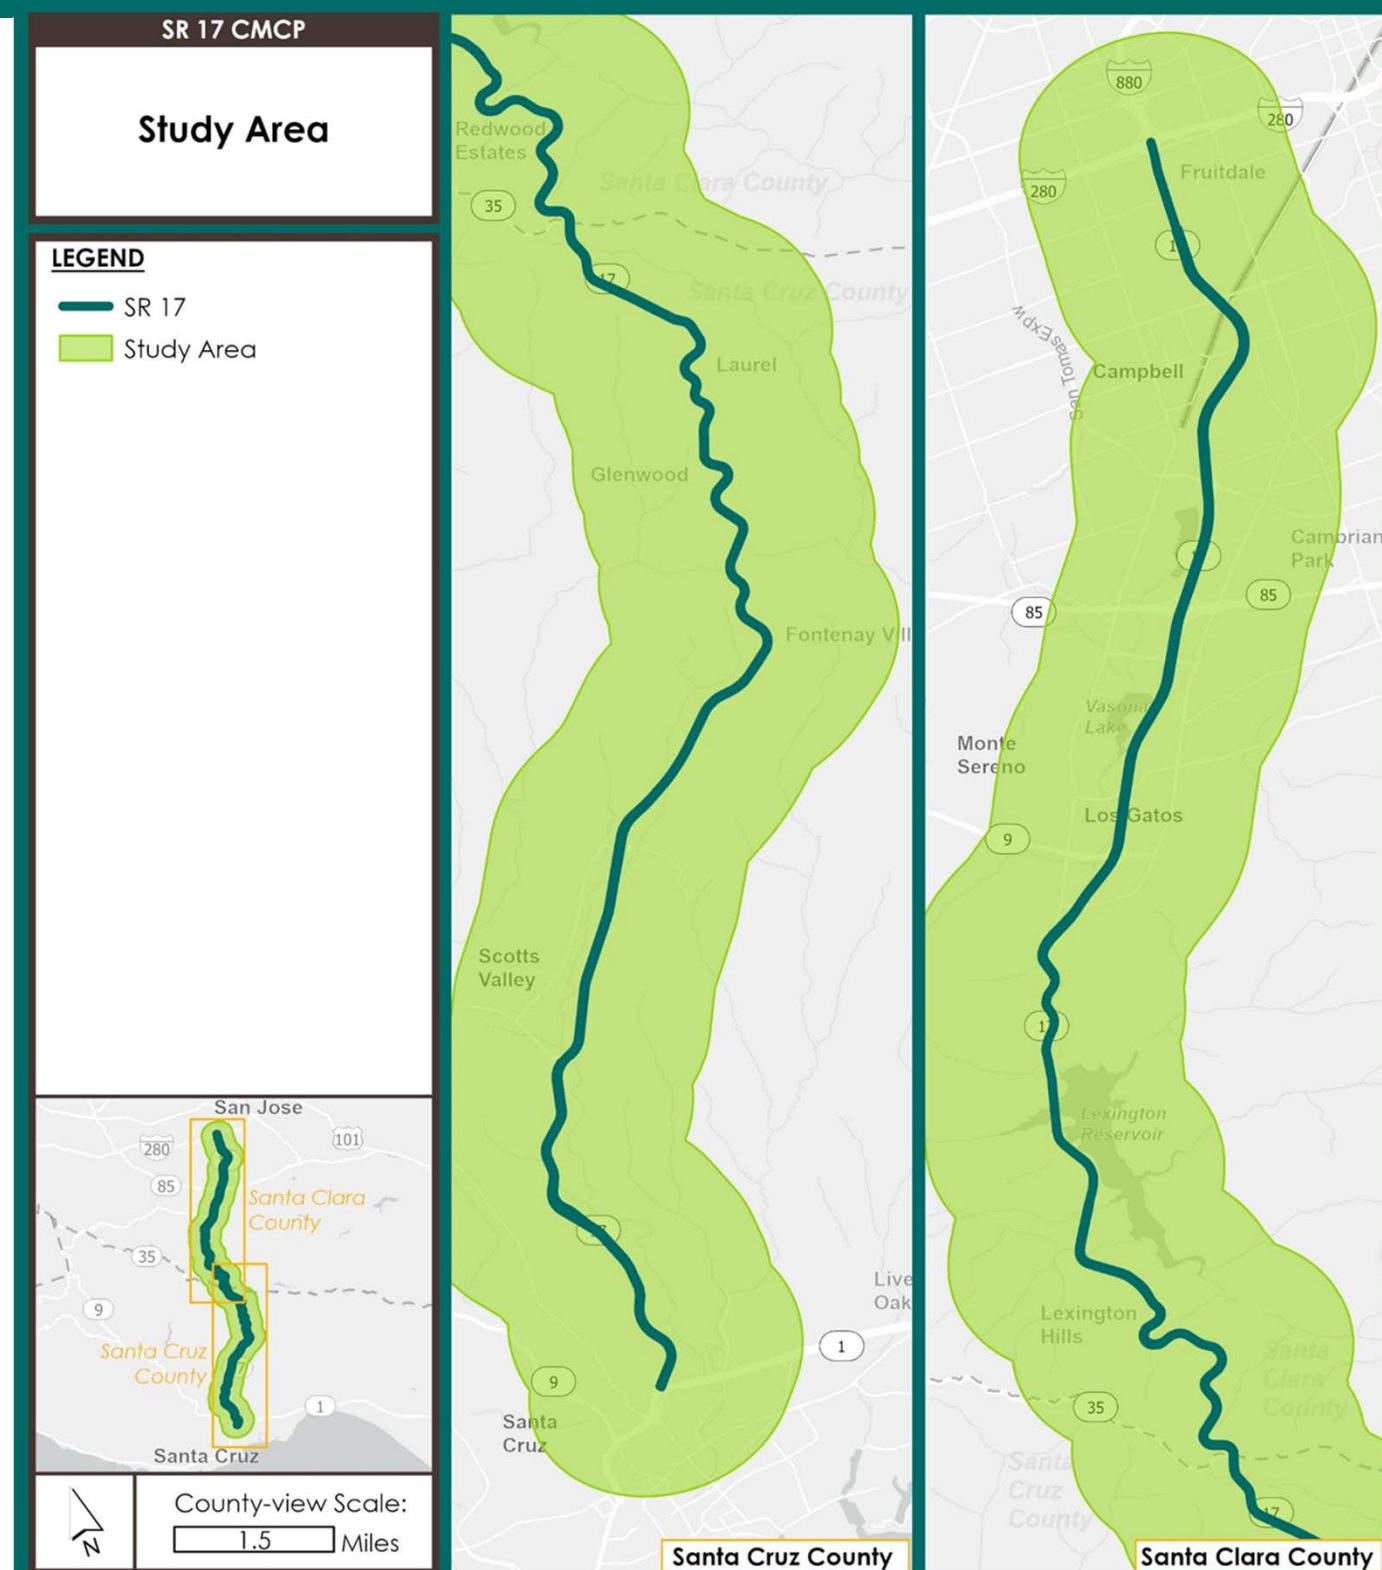 SR 17 CMCP
Study Area
LEGEND
SR 17
Study Area
San Jose
280
101
85
Santa Clara
County
35
9
Santa Cruz
County
1
Santa Cruz
N
County-view Scale:
1.5 Miles
Redwood
Estates
Santa Clara County
35
17
Santa Cruz County
Laurel
Glenwood
Fontenay Vill
Scotts
Valley
Live
Oak
1
9
Santa
Cruz
Santa Cruz County
880
280
280
Fruitdale
San Tomas Expw
Campbell
Cambrian
Park
85
85
Vasona
Lake
Monte
Sereno
Los Gatos
9
Lexington
Reservoir
Lexington
Hills
Santa
Clara
County
35
Santa
Cruz
County
17
Santa Clara County